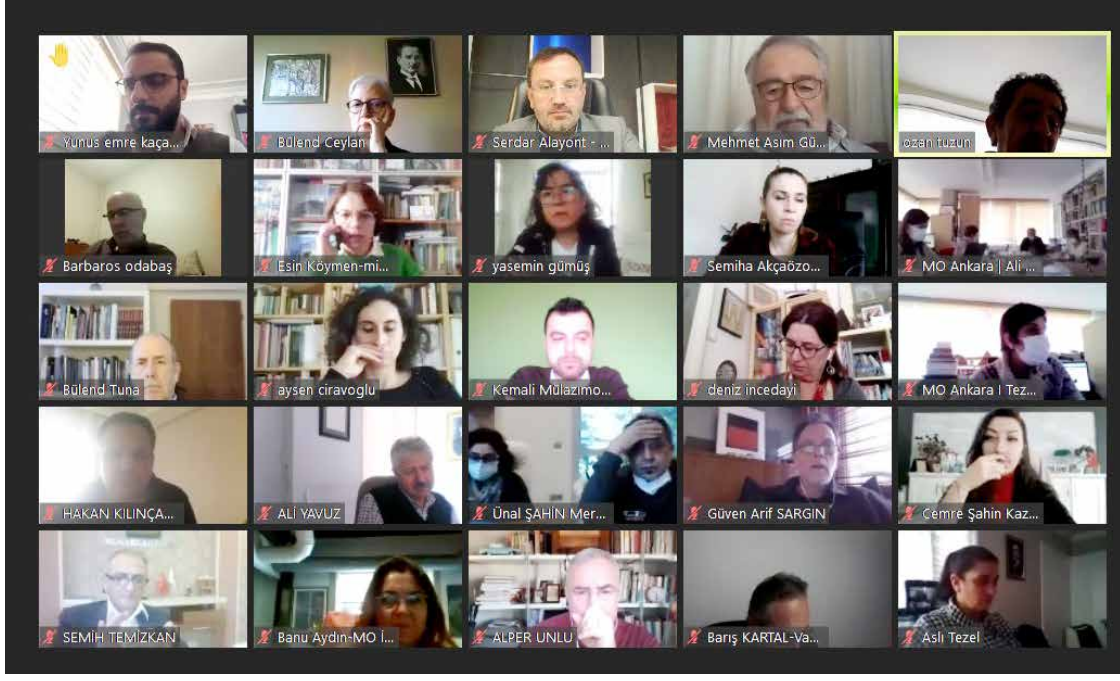 Yunus emre kaça...
Bülend Ceylan
Serdar Alayont - ...
Mehmet Asım Gü...
ozan tuzun
Barbaros odabaş
Esin Köymen-mi...
yasemin gümüş
Semiha Akçaözo...
MO Ankara | Ali ...
Bülend Tuna
aysen ciravoglu
Kemali Mülazımo...
deniz incedayi
MO Ankara I Tez...
HAKAN KILINÇA...
ALİ YAVUZ
Ünal ŞAHİN Mer...
Güven Arif SARGIN
Cemre Şahin Kaz...
SEMİH TEMİZKAN
Banu Aydın-MO İ...
ALPER UNLU
Barış KARTAL-Va...
Aslı Tezel